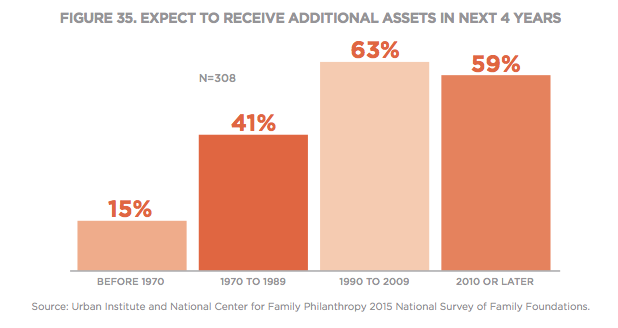 FIGURE 35. EXPECT TO RECEIVE ADDITIONAL ASSETS IN NEXT 4 YEARS
N=308
15%
41%
63%
59%
BEFORE 1970
1970 TO 1989
1990 TO 2009
2010 OR LATER
Source: Urban Institute and National Center for Family Philanthropy 2015 National Survey of Family Foundations.